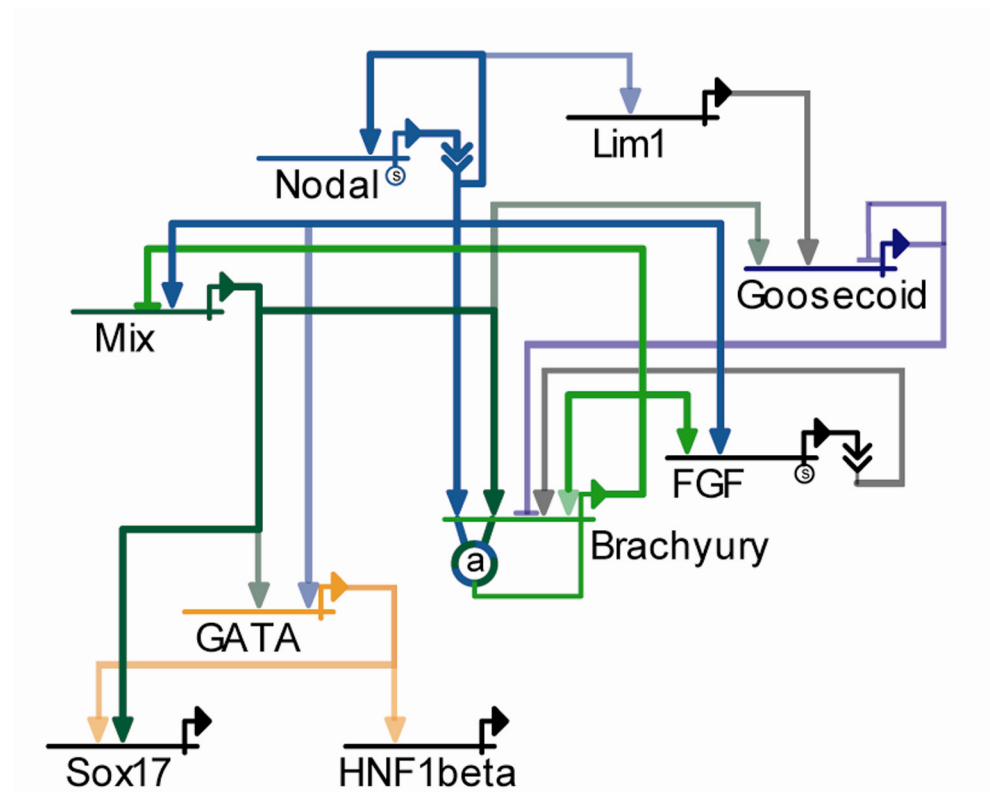 Lim1
Nodal
s
Goosecoid
Mix
FGF
s
Brachyury
a
GATA
Sox17
HNF1beta